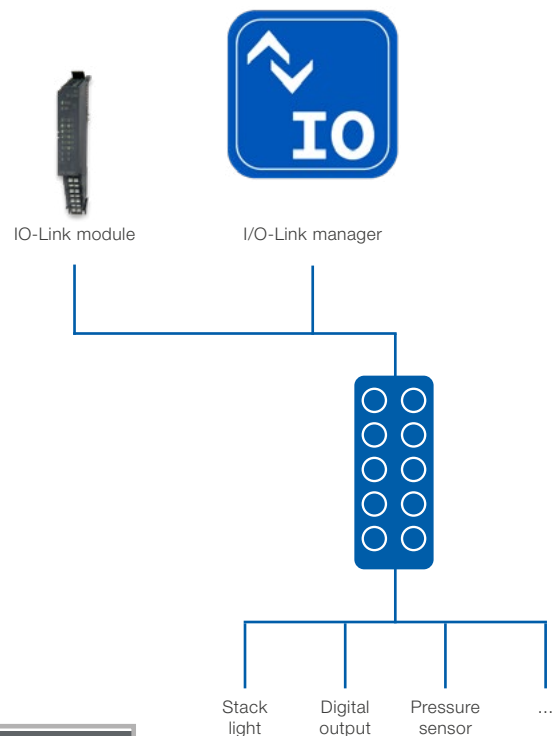 IO
IO-Link module
I/O-Link manager
Stack
light
Digital
output
Pressure
sensor
...